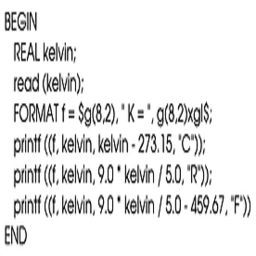 BEGIN
REAL kelvin;
read (kelvin);
FORMAT f = $g(8,2), " K = ", g(8,2)xgl$;
printf ((f, kelvin, kelvin - 273.15, "C"));
printf ((f, kelvin, 9.0 * kelvin / 5.0, "R"));
printf ((f, kelvin, 9.0 * kelvin / 5.0 - 459.67, "F"))
END